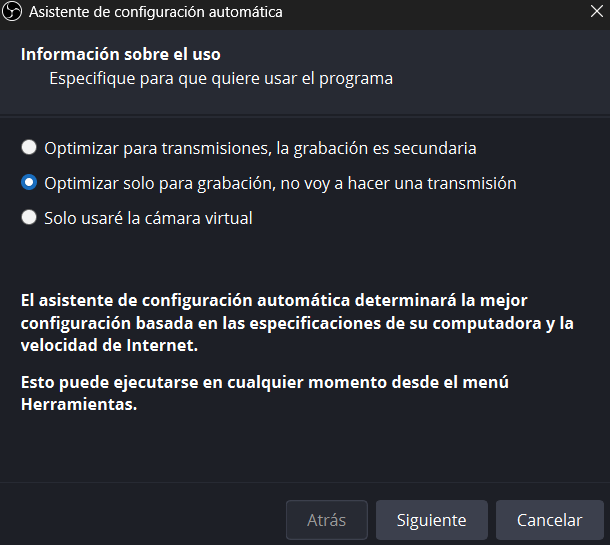 Asistente de configuración automática
Información sobre el uso
Especifique para que quiere usar el programa
Optimizar para transmisiones, la grabación es secundaria
Optimizar solo para grabación, no voy a hacer una transmisión
Solo usaré la cámara virtual
El asistente de configuración automática determinará la mejor
configuración basada en las especificaciones de su computadora y la
velocidad de Internet.
Esto puede ejecutarse en cualquier momento desde el menú
Herramientas.
Atrás
Siguiente
Cancelar